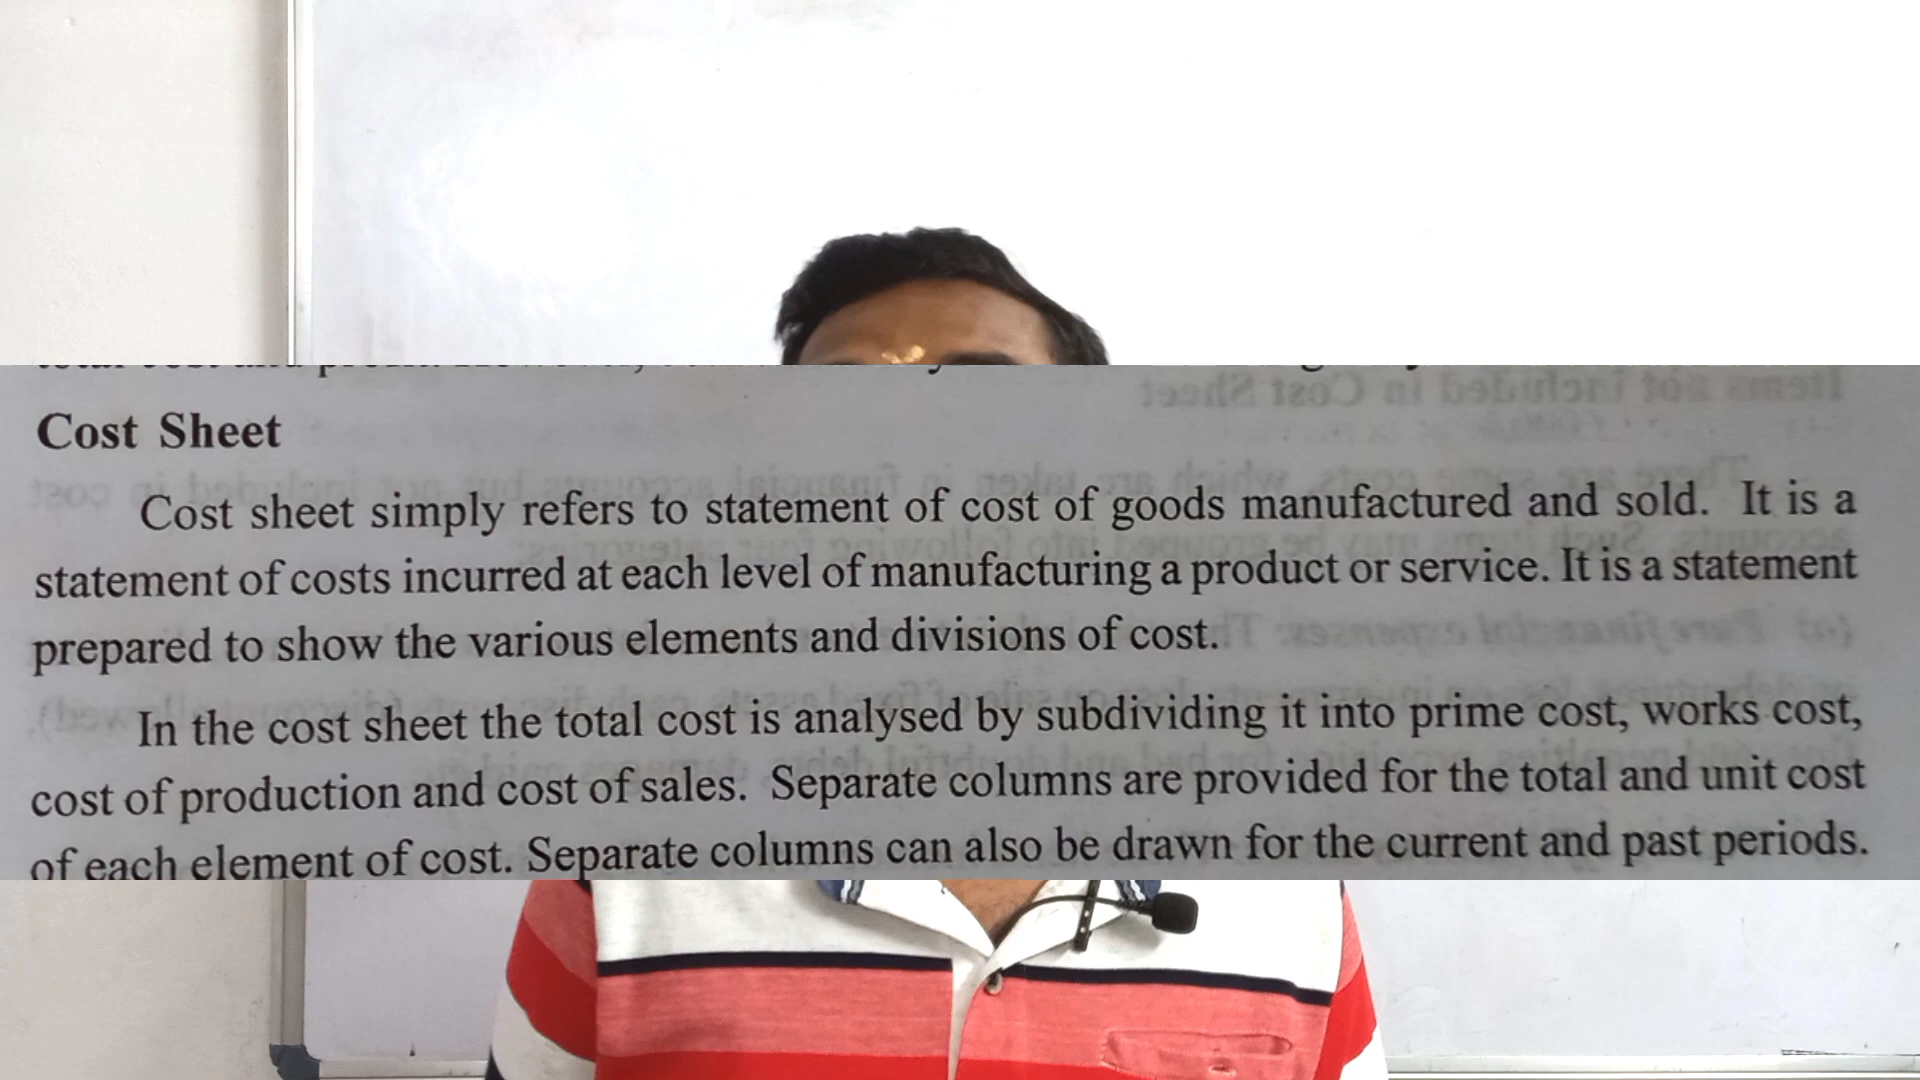 Cost Sheet
Cost sheet simply refers to statement of cost of goods manufactured and sold. It is a
statement of costs incurred at each level of manufacturing a product or service. It is a statement
prepared to show the various elements and divisions of cost.
In the cost sheet the total cost is analysed by subdividing it into prime cost, works cost,
cost of production and cost of sales. Separate columns are provided for the total and unit cost
of each element of cost. Separate columns can also be drawn for the current and past periods.